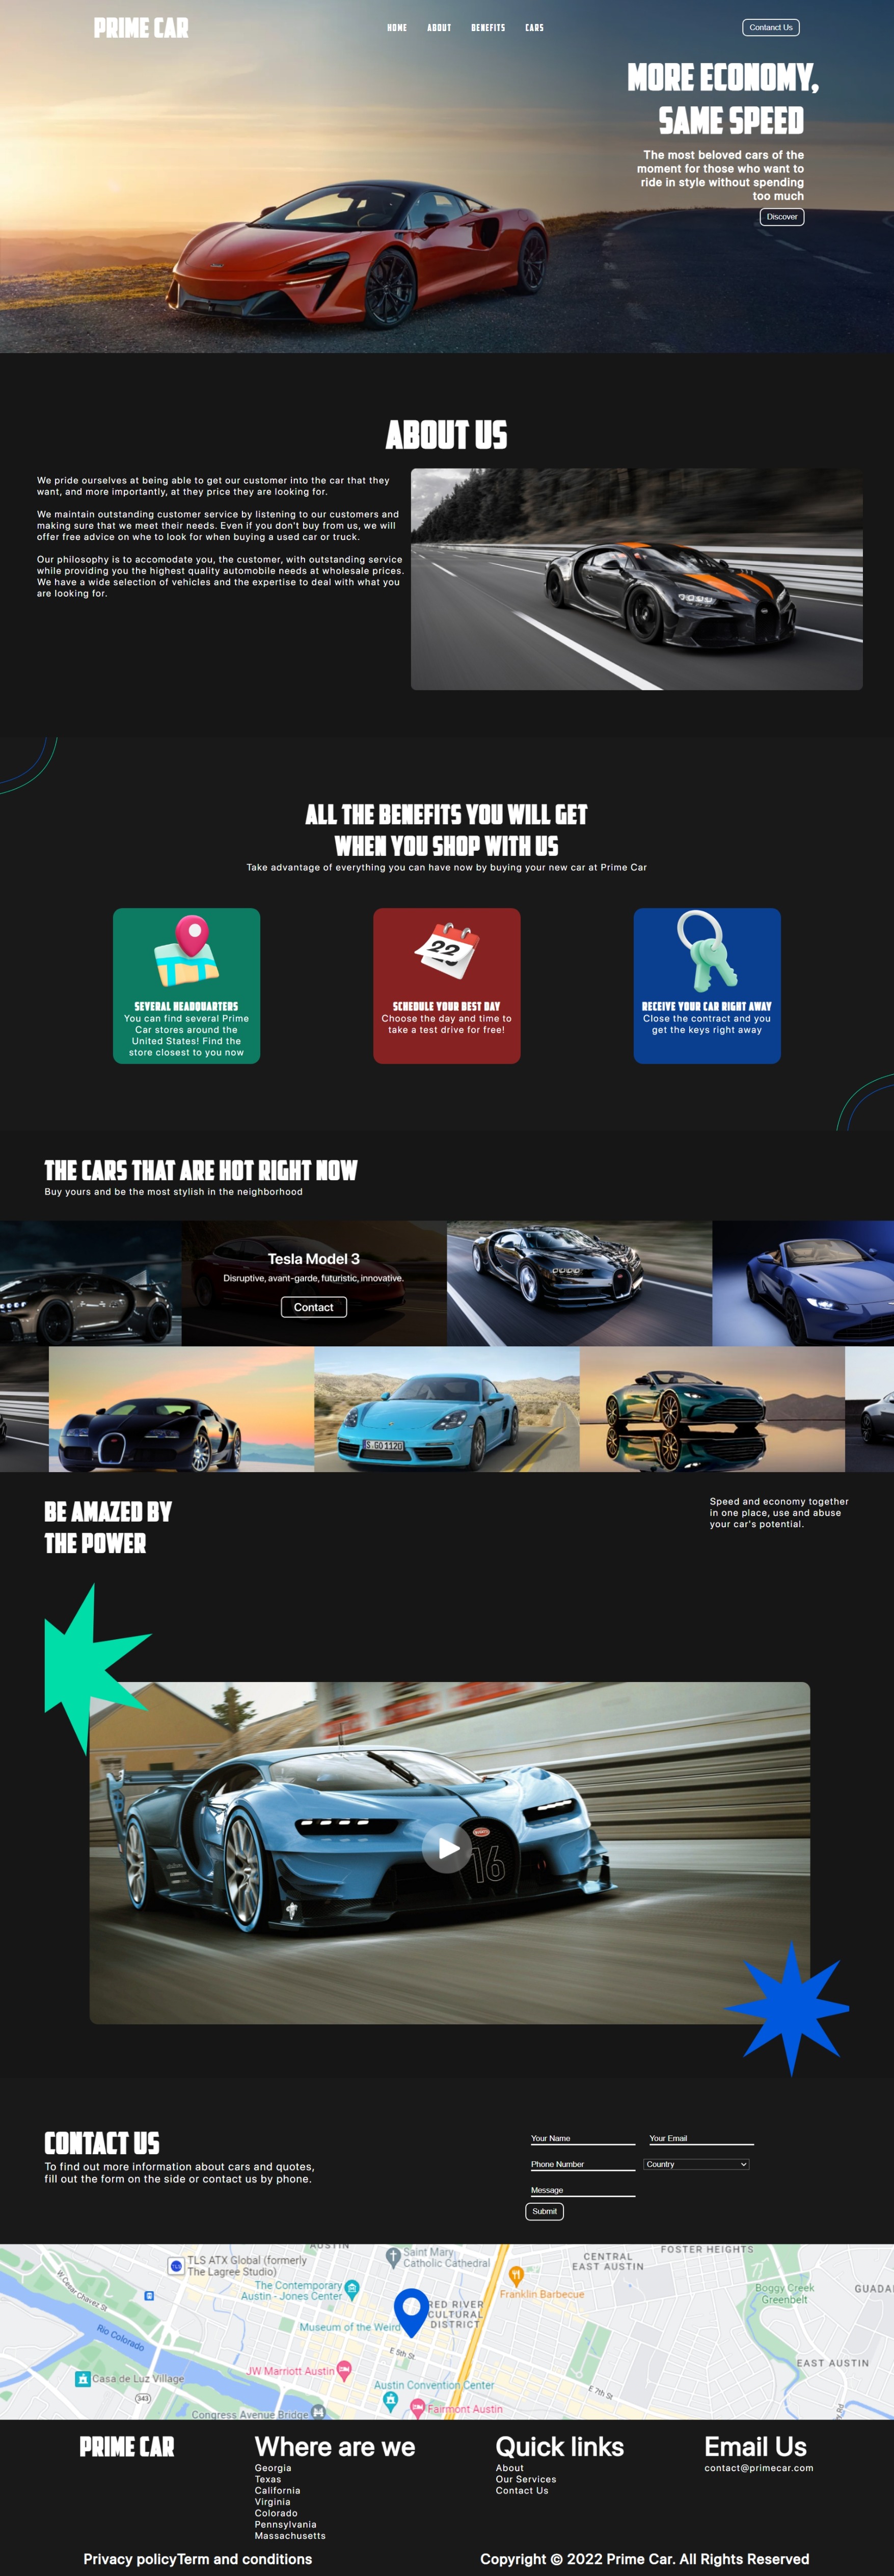 PRIME CAR
HOME ABOUT BENEFITS CARS
Contanct Us
MORE ECONOMY,
SAME SPEED
The most beloved cars of the
moment for those who want to
ride in style without spending
too much
Discover
ABOUT US
We pride ourselves at being able to get our customer into the car that they
want, and more importantly, at they price they are looking for.
We maintain outstanding customer service by listening to our customers and
making sure that we meet their needs. Even if you don't buy from us, we will
offer free advice on whe to look for when buying a used car or truck.
Our philosophy is to accomodate you, the customer, with outstanding service
while providing you the highest quality automobile needs at wholesale prices.
We have a wide selection of vehicles and the expertise to deal with what you
are looking for.
ALL THE BENEFITS YOU WILL GET
WHEN YOU SHOP WITH US
Take advantage of everything you can have now by buying your new car at Prime Car
SEVERAL HEADQUARTERS
You can find several Prime
Car stores around the
United States! Find the
store closest to you now
22
SCHEDULE YOUR BEST DAY
Choose the day and time to
take a test drive for free!
RECEIVE YOUR CAR RIGHT AWAY
Close the contract and you
get the keys right away
THE CARS THAT ARE HOT RIGHT NOW
Buy yours and be the most stylish in the neighborhood
Tesla Model 3
Disruptive, avant-garde, futuristic, innovative.
Contact
S GO 1120
BE AMAZED BY
THE POWER
Speed and economy together
in one place, use and abuse
your car's potential.
16
CONTACT US
To find out more information about cars and quotes,
fill out the form on the side or contact us by phone.
Your Name
Your Email
Phone Number
Country
Message
Submit
AUSTIN
TLS ATX Global (formerly
The Lagree Studio)
TLS
Saint Mary
Catholic Cathedral
CENTRAL
EAST AUSTIN
FOSTER HEIGHTS
W Cesar Chavez St
The Contemporary
Austin - Jones Center
Franklin Barbecue
Boggy Creek
Greenbelt
GUADA
RED RIVER
CULTURAL
DISTRICT
Museum of the Weird
Rio Colorado
E 5th St
JW Marriott Austin
EAST AUSTIN
Casa de Luz Village
343
Austin Convention Center
E 7th St
Congress Avenue Bridge
Fairmont Austin
PRIME CAR
Where are we
Georgia
Texas
California
Virginia
Colorado
Pennsylvania
Massachusetts
Quick links
About
Our Services
Contact Us
Email Us
contact@primecar.com
Privacy policyTerm and conditions
Copyright © 2022 Prime Car. All Rights Reserved